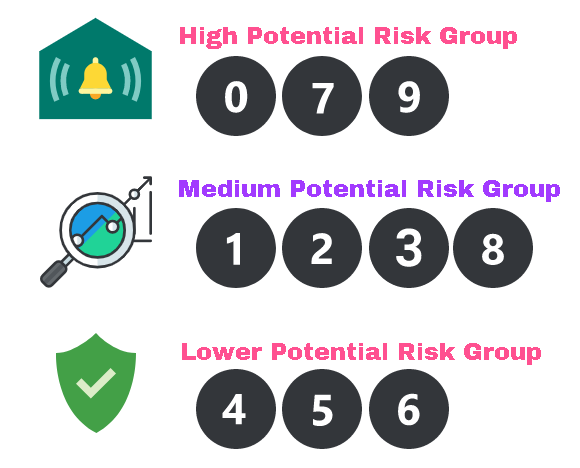 High Potential Risk Group
0 7 9
Medium Potential Risk Group
1 2 3 8
Lower Potential Risk Group
4 5 6